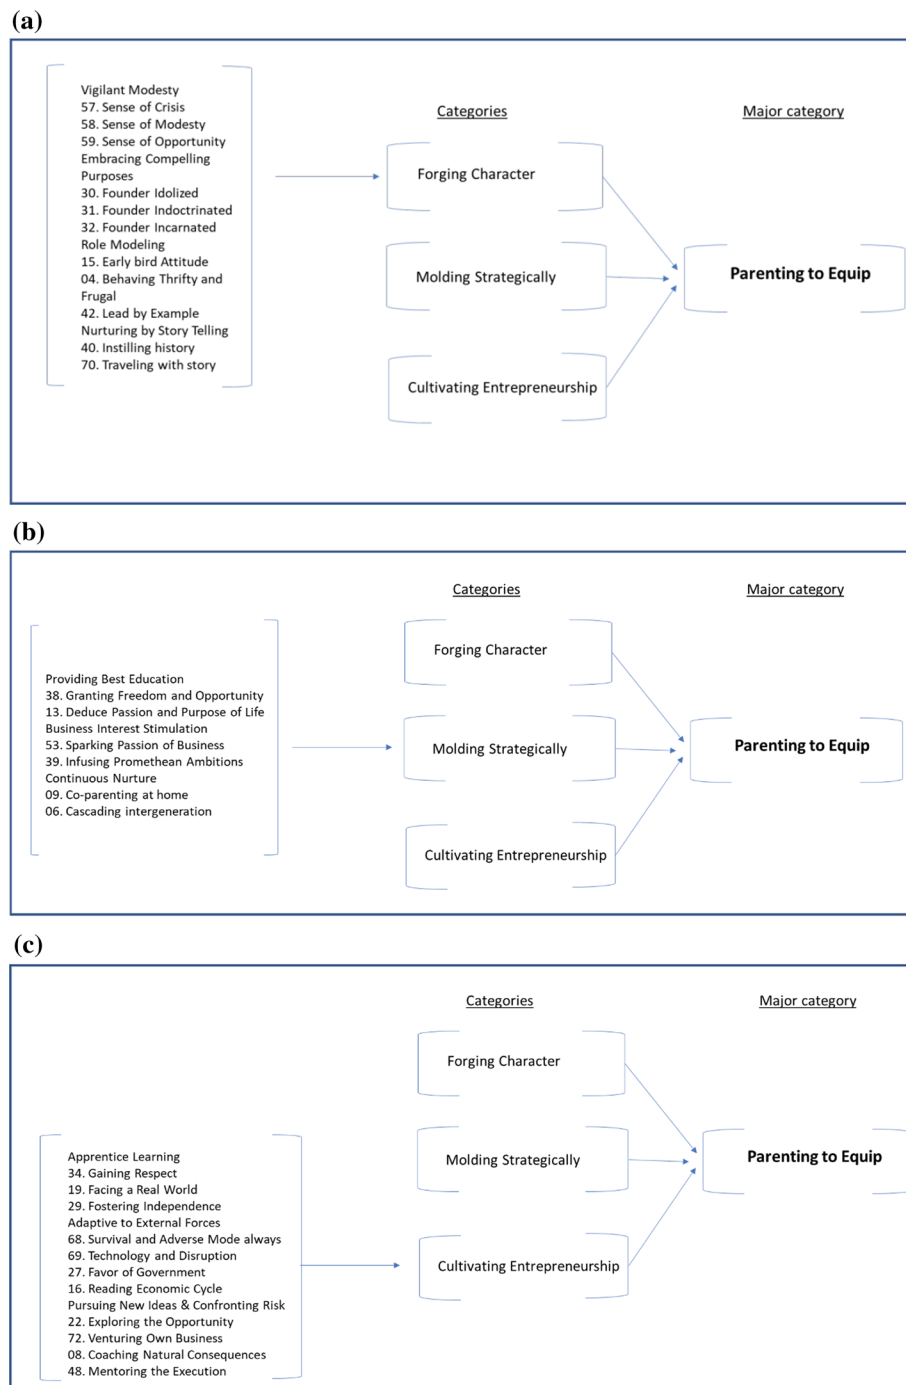 (a)
Vigilant Modesty
57. Sense of Crisis
58. Sense of Modesty
59. Sense of Opportunity
Embracing Compelling
Purposes
30. Founder Idolized
31. Founder Indoctrinated
32. Founder Incarnated
Role Modeling
15. Early bird Attitude
04. Behaving Thrifty and
Frugal
42. Lead by Example
Nurturing by Story Telling
40. Instilling history
70. Traveling with story
Categories
Forging Character
Molding Strategically
Cultivating Entrepreneurship
Major category
Parenting to Equip
(b)
Providing Best Education
38. Granting Freedom and Opportunity
13. Deduce Passion and Purpose of Life
Business Interest Stimulation
53. Sparking Passion of Business
39. Infusing Promethean Ambitions
Continuous Nurture
09. Co-parenting at home
06. Cascading intergeneration
Categories
Forging Character
Molding Strategically
Cultivating Entrepreneurship
Major category
Parenting to Equip
(c)
Apprentice Learning
34. Gaining Respect
19. Facing a Real World
29. Fostering Independence
Adaptive to External Forces
68. Survival and Adverse Mode always
69. Technology and Disruption
27. Favor of Government
16. Reading Economic Cycle
Pursuing New Ideas & Confronting Risk
22. Exploring the Opportunity
72. Venturing Own Business
08. Coaching Natural Consequences
48. Mentoring the Execution
Categories
Forging Character
Molding Strategically
Cultivating Entrepreneurship
Major category
Parenting to Equip